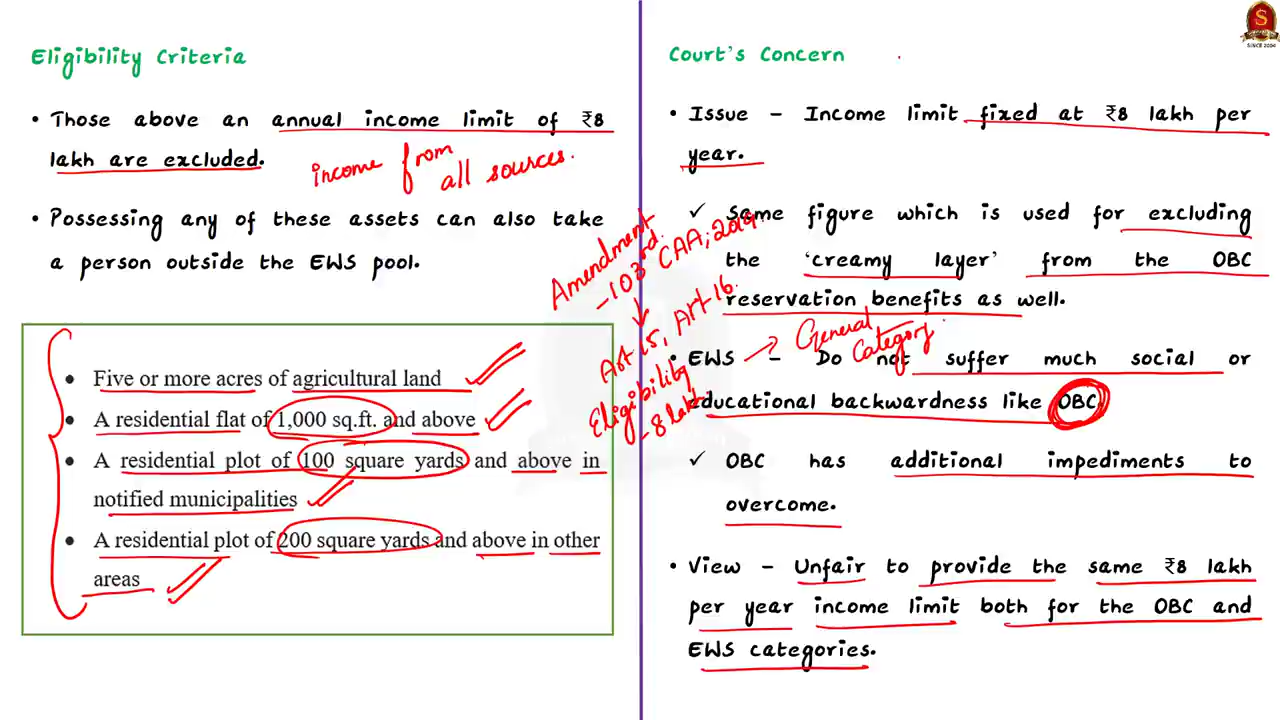 Eligibility Criteria
• Those above an annual income limit of ₹8
lakh are excluded.
income from
all sources.
• Possessing any of these assets can also take
a person outside the EWS pool.
• Five or more acres of agricultural land
• A residential flat of 1,000 sq.ft. and above
• A residential plot of 100 square yards and above in
notified municipalities
• A residential plot of 200 square yards and above in other
areas
Amendment
- 103rd CAA, 2019
Art 15, Art 16
Eligibility
- 8 lakh
S
SINCE 2004
Court's Concern
• Issue – Income limit fixed at ₹8 lakh per
year.
✓ Same figure which is used for excluding
the 'creamy layer' from the OBC
reservation benefits as well.
General
Category
• EWS – Do not suffer much social or
educational backwardness like OBC.
✓ OBC has additional impediments to
overcome.
• View – Unfair to provide the same ₹8 lakh
per year income limit both for the OBC and
EWS categories.